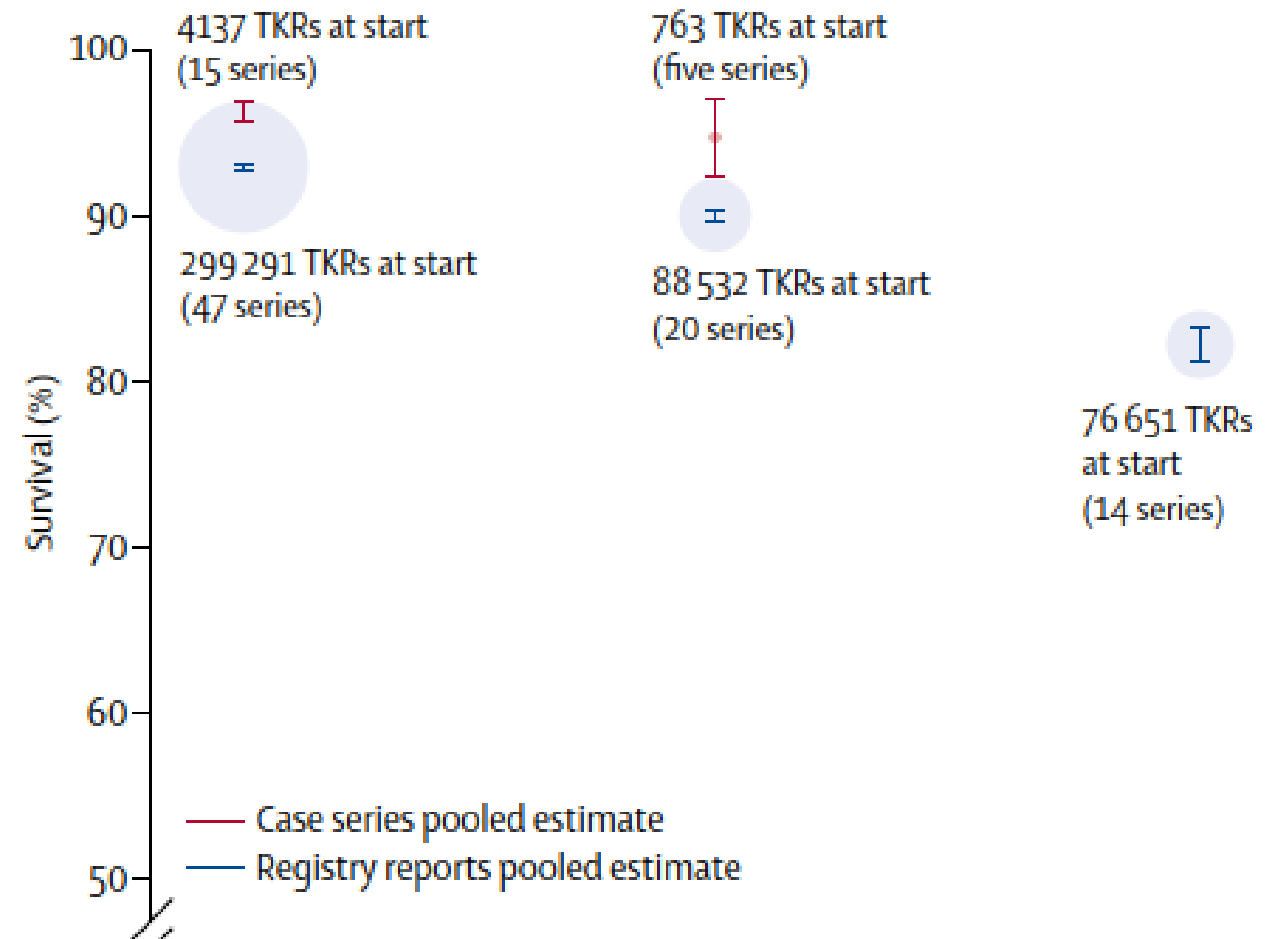 4137 TKRs at start
(15 series)
763 TKRs at start
(five series)
100
90
80
70
60
50
Survival (%)
299 291 TKRs at start
(47 series)
88 532 TKRs at start
(20 series)
76 651 TKRs
at start
(14 series)
Case series pooled estimate
Registry reports pooled estimate